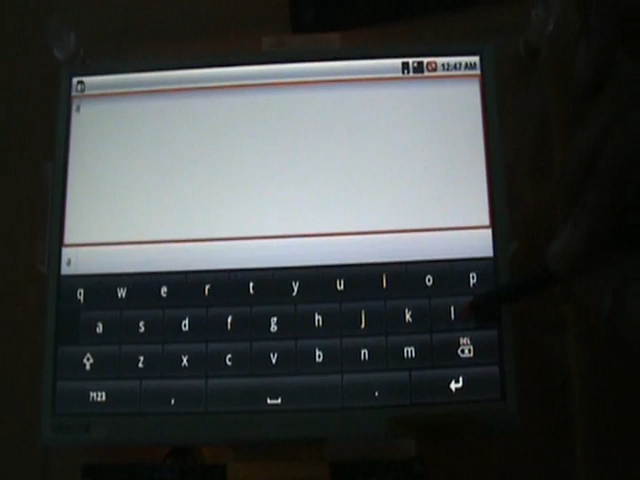 12:47 AM
a
a
q w e r t y u i o p
a s d f g h j k l
z x c v b n m DEL
?123 , .